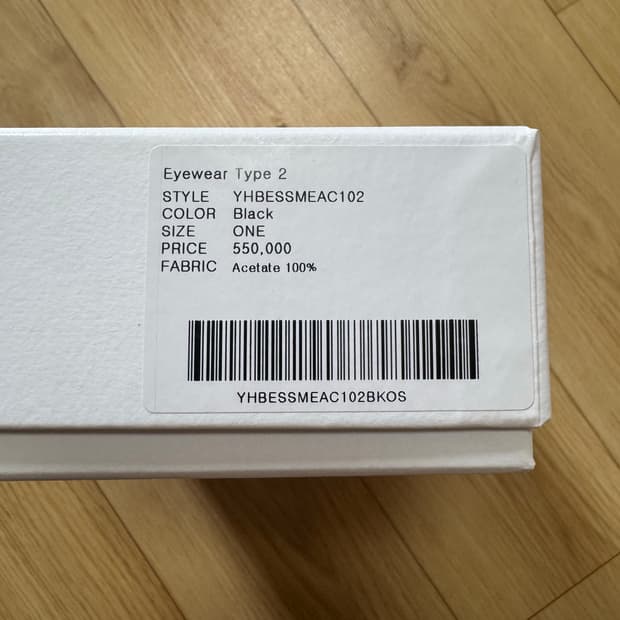 Eyewear Type 2
STYLE YHBESSMEAC102
COLOR Black
SIZE ONE
PRICE 550,000
FABRIC Acetate 100%
YHBESSMEAC102BKOS